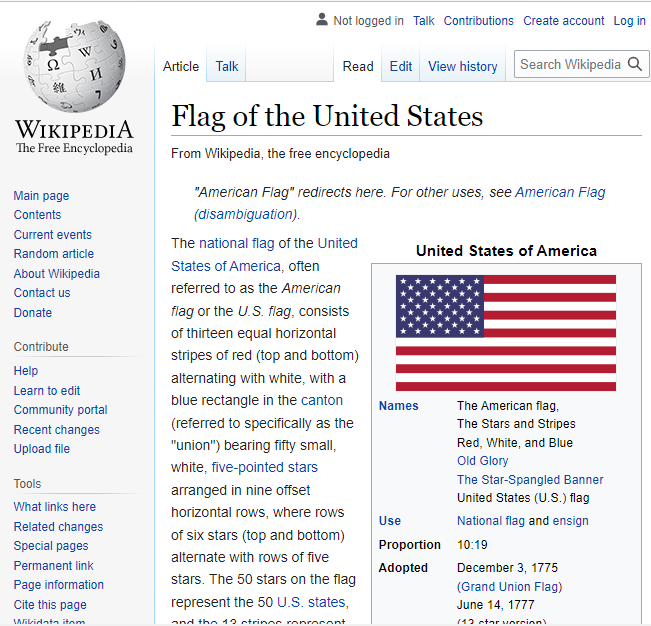 Not logged in Talk Contributions Create account Log in
Article Talk Read Edit View history Search Wikipedia
Ω W И 維 7
WIKIPEDIA
The Free Encyclopedia
Main page
Contents
Current events
Random article
About Wikipedia
Contact us
Donate
Contribute
Help
Learn to edit
Community portal
Recent changes
Upload file
Tools
What links here
Related changes
Special pages
Permanent link
Page information
Cite this page
Wikidata item
Flag of the United States
From Wikipedia, the free encyclopedia
"American Flag" redirects here. For other uses, see American Flag
(disambiguation).
The national flag of the United
States of America, often
referred to as the American
flag or the U.S. flag, consists
of thirteen equal horizontal
stripes of red (top and bottom)
alternating with white, with a
blue rectangle in the canton
(referred to specifically as the
"union") bearing fifty small,
white, five-pointed stars
arranged in nine offset
horizontal rows, where rows
of six stars (top and bottom)
alternate with rows of five
stars. The 50 stars on the flag
represent the 50 U.S. states,
and the 13 stripes represent
United States of America
Names The American flag,
The Stars and Stripes
Red, White, and Blue
Old Glory
The Star-Spangled Banner
United States (U.S.) flag
Use National flag and ensign
Proportion 10:19
Adopted December 3, 1775
(Grand Union Flag)
June 14, 1777
(13-star version)